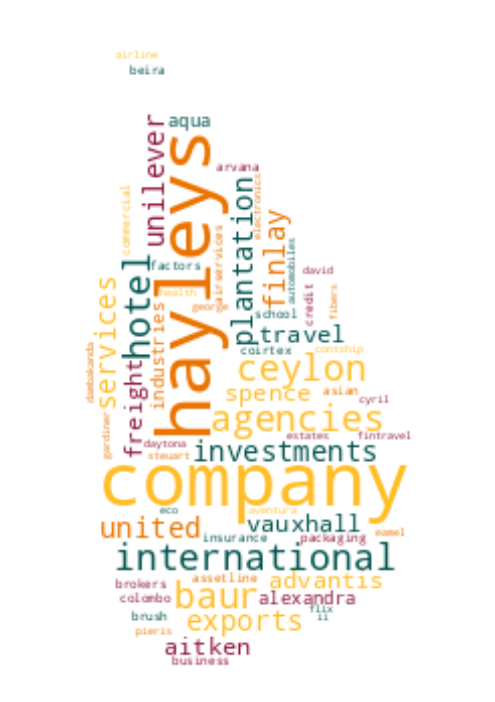 airline
beira
aqua
unilever
hayleys
arvana
plantation
electronics
commercial
finlay
airservices
automobiles
hotel
factors
david
health
george
credit
fibers
services
industries
school
travel
dambakanda
freight
coirtex
contship
ceylon
spence
asian
cyril
agencies
gardiner
daytona
estates
fintravel
stewart
investments
company
eco
aventura
united
vauxhall
insurance
packaging
eamel
international
brokers
assetline
advantis
colombo
baur
alexandra
brush
exports
flix
ii
pieris
aitken
business